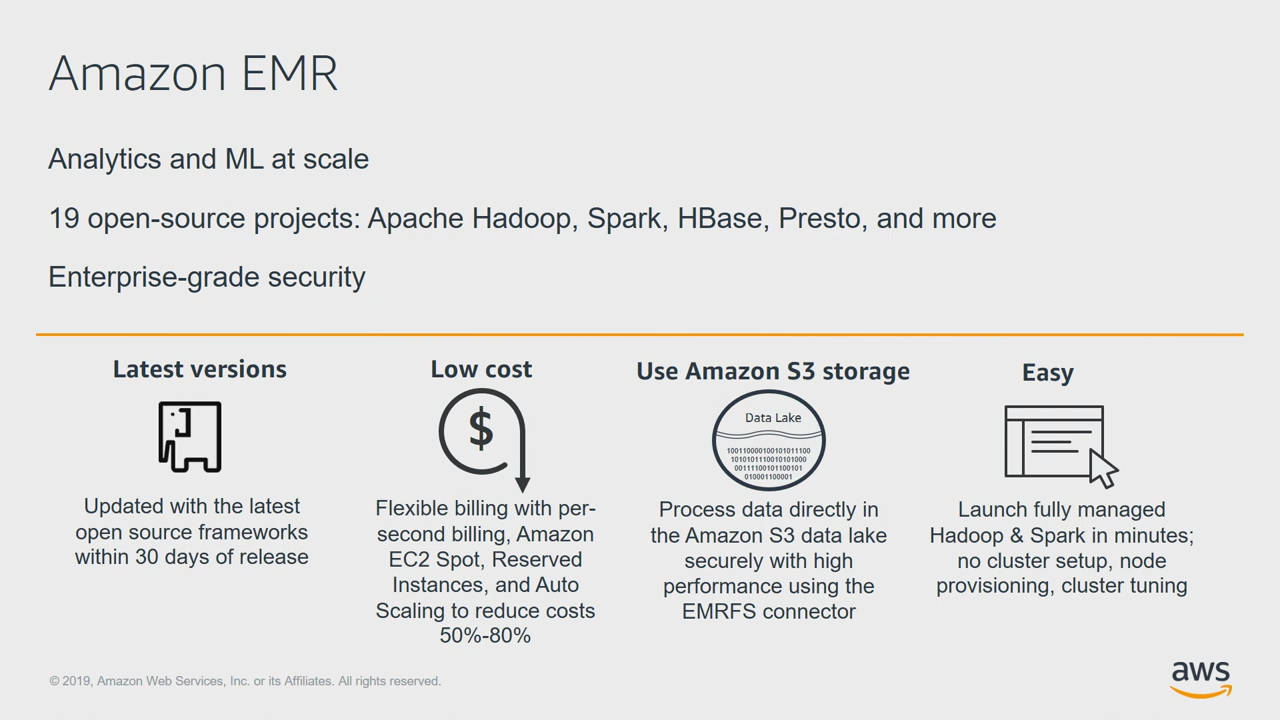 Amazon EMR
Analytics and ML at scale
19 open-source projects: Apache Hadoop, Spark, HBase, Presto, and more
Enterprise-grade security
Latest versions
Updated with the latest
open source frameworks
within 30 days of release
Low cost
$
Flexible billing with per-
second billing, Amazon
EC2 Spot, Reserved
Instances, and Auto
Scaling to reduce costs
50%-80%
Use Amazon S3 storage
Data Lake
10011000010010101110​0
1010101110010101000
00111100101100101
010001100001
Process data directly in
the Amazon S3 data lake
securely with high
performance using the
EMRFS connector
Easy
Launch fully managed
Hadoop & Spark in minutes;
no cluster setup, node
provisioning, cluster tuning
© 2019, Amazon Web Services, Inc. or its Affiliates. All rights reserved.
aws